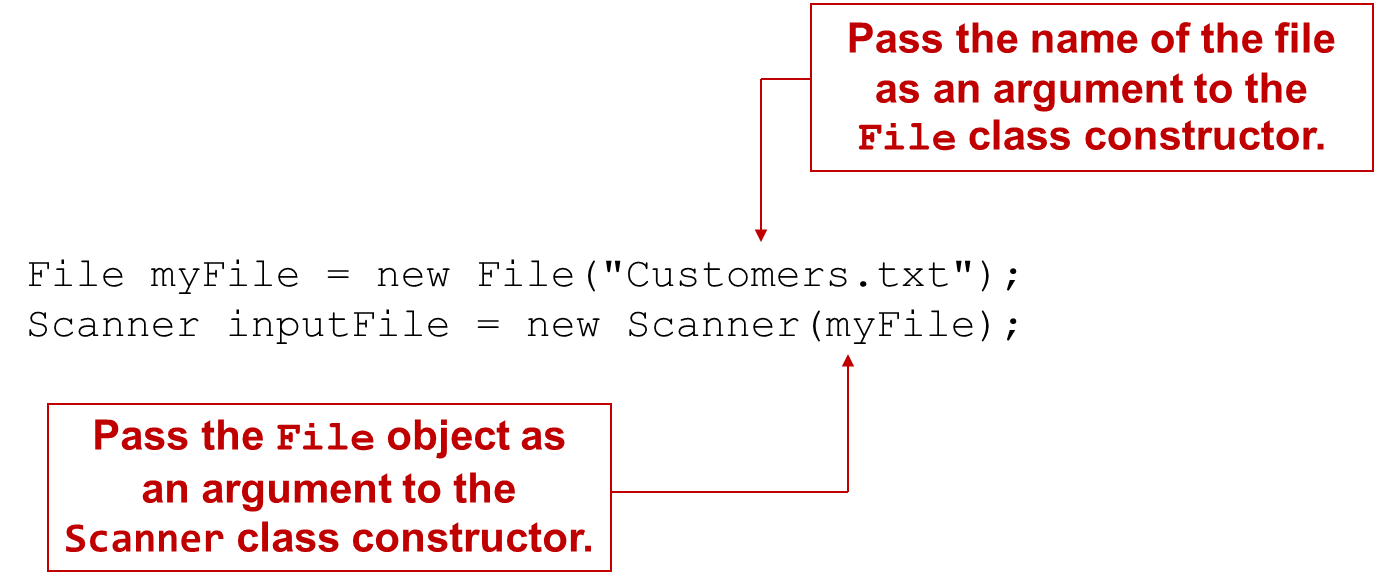 Pass the name of the file
as an argument to the
File class constructor.
File myFile = new File("Customers.txt");
Scanner inputFile = new Scanner(myFile);
Pass the File object as
an argument to the
Scanner class constructor.